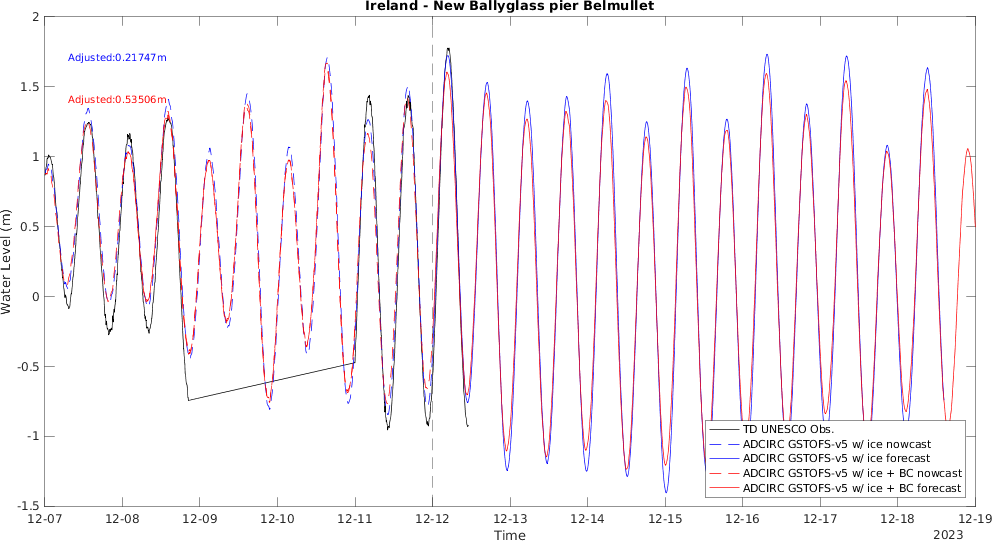 Ireland - New Ballyglass pier Belmullet
Adjusted:0.21747m
Adjusted:0.53506m
Water Level (m)
2
1.5
1
0.5
0
-0.5
-1
-1.5
12-07
12-08
12-09
12-10
12-11
12-12
12-13
12-14
12-15
12-16
12-17
12-18
12-19
Time
2023
TD UNESCO Obs.
ADCIRC GSTOFS-v5 w/ ice nowcast
ADCIRC GSTOFS-v5 w/ ice forecast
ADCIRC GSTOFS-v5 w/ ice + BC nowcast
ADCIRC GSTOFS-v5 w/ ice + BC forecast